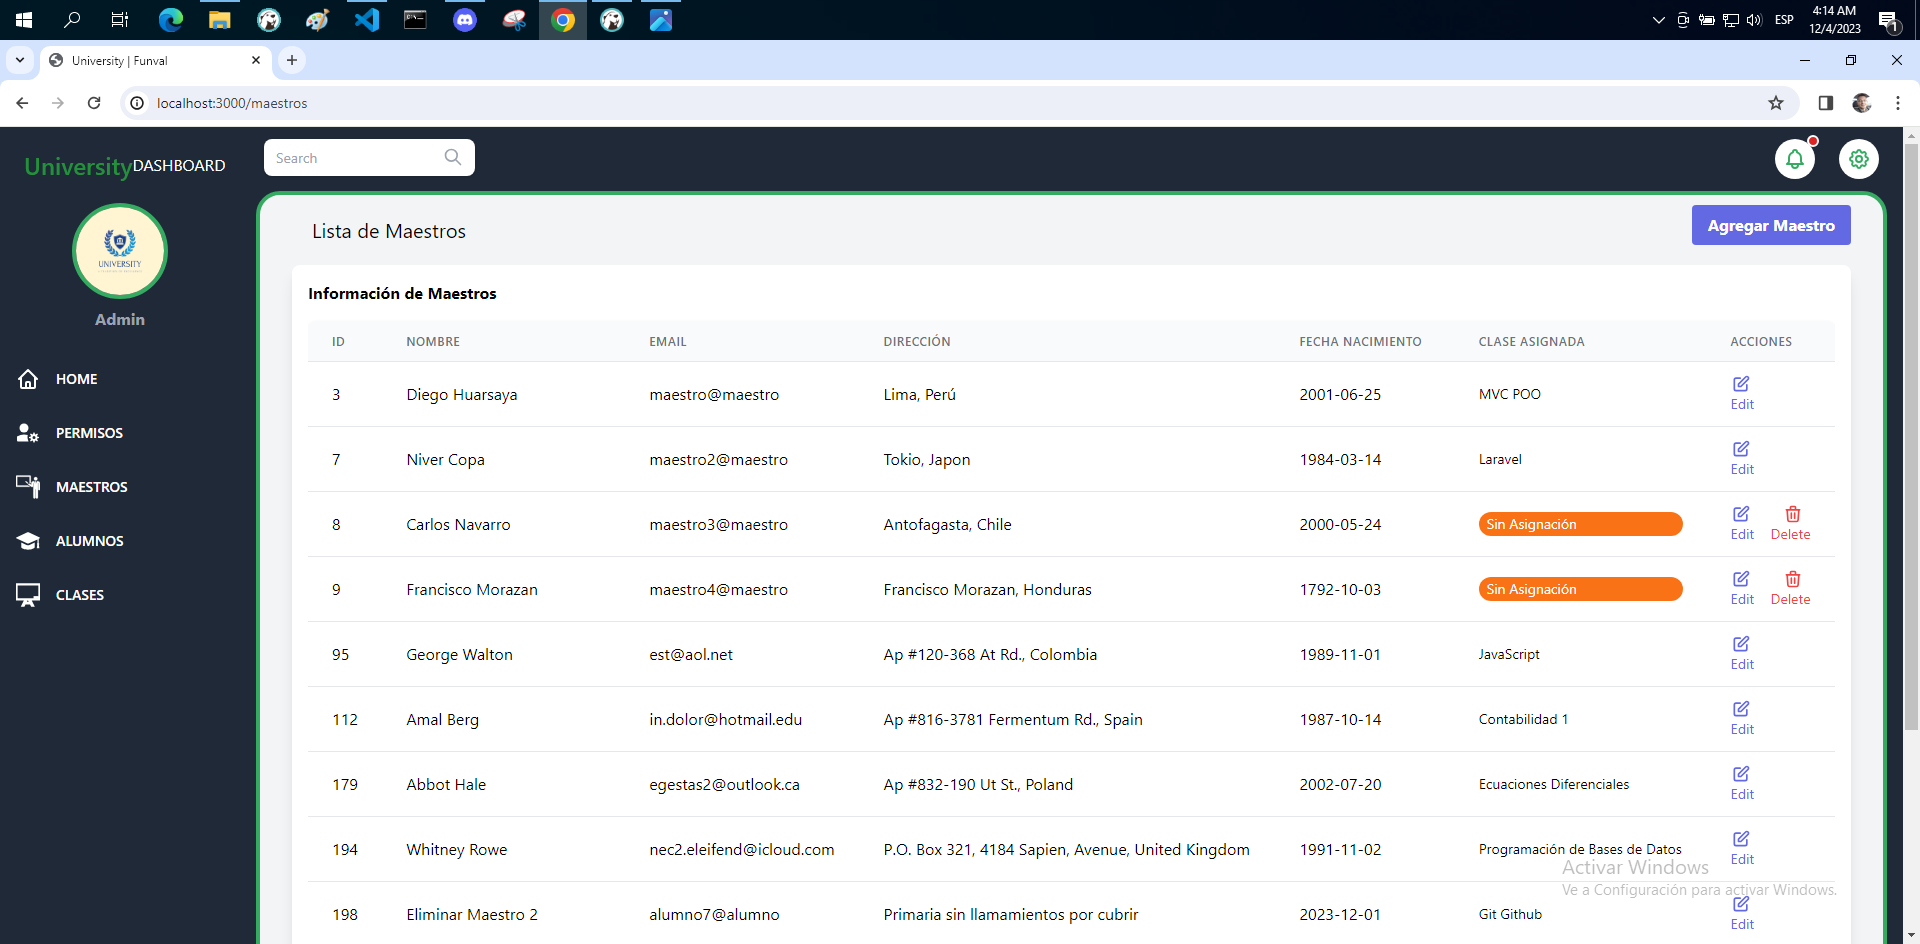 ESP
4:14 AM
12/4/2023
1
University | Funval
localhost:3000/maestros
UniversityDASHBOARD
Search
UNIVERSITY
Admin
HOME
PERMISOS
MAESTROS
ALUMNOS
CLASES
Lista de Maestros
Agregar Maestro
Información de Maestros
ID NOMBRE EMAIL DIRECCIÓN FECHA NACIMIENTO CLASE ASIGNADA ACCIONES
3 Diego Huarsaya maestro@maestro Lima, Perú 2001-06-25 MVC POO Edit
7 Niver Copa maestro2@maestro Tokio, Japon 1984-03-14 Laravel Edit
8 Carlos Navarro maestro3@maestro Antofagasta, Chile 2000-05-24 Sin Asignación Edit Delete
9 Francisco Morazan maestro4@maestro Francisco Morazan, Honduras 1792-10-03 Sin Asignación Edit Delete
95 George Walton est@aol.net Ap #120-368 At Rd., Colombia 1989-11-01 JavaScript Edit
112 Amal Berg in.dolor@hotmail.edu Ap #816-3781 Fermentum Rd., Spain 1987-10-14 Contabilidad 1 Edit
179 Abbot Hale egestas2@outlook.ca Ap #832-190 Ut St., Poland 2002-07-20 Ecuaciones Diferenciales Edit
194 Whitney Rowe nec2.eleifend@icloud.com P.O. Box 321, 4184 Sapien, Avenue, United Kingdom 1991-11-02 Programación de Bases de Datos Edit
Activar Windows
Ve a Configuración para activar Windows.
198 Eliminar Maestro 2 alumno7@alumno Primaria sin llamamientos por cubrir 2023-12-01 Git Github Edit